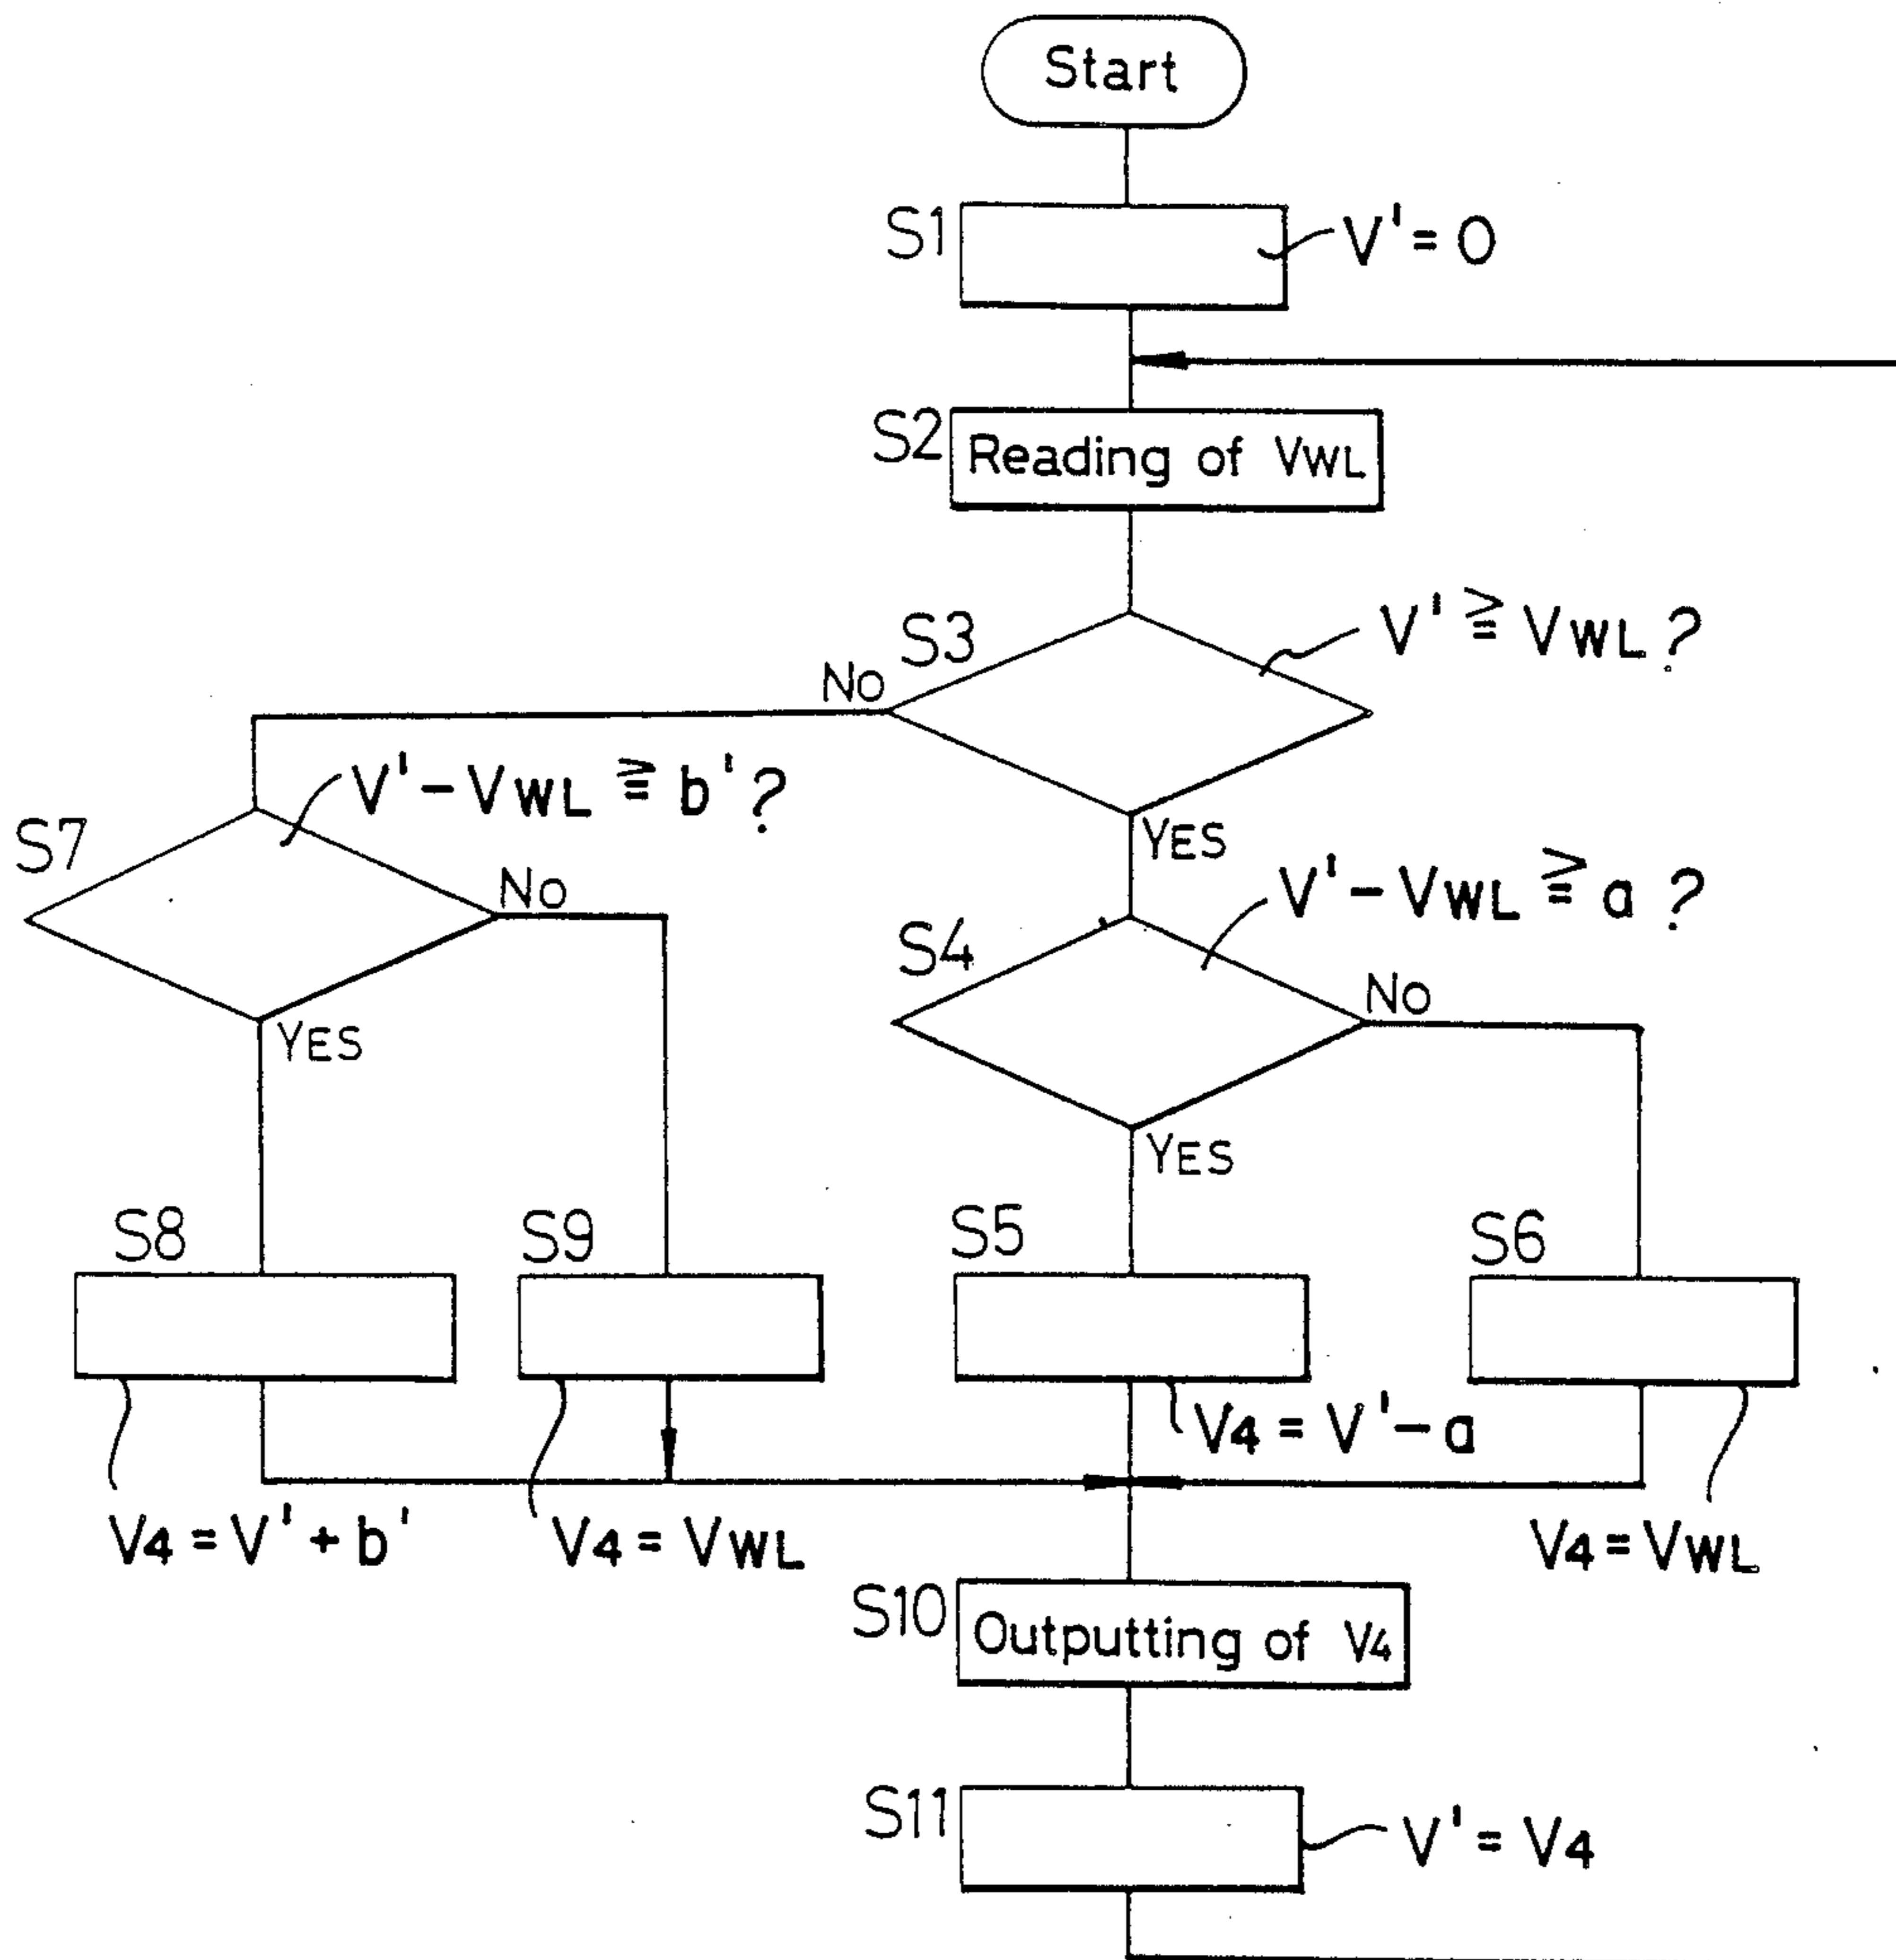 Start
S1
V' = 0
S2
Reading of VWL
S3
V' ≧ VWL ?
No
YES
V' - VWL ≧ b' ?
S7
No
YES
V' - VWL ≧ a ?
S4
No
YES
S8
S9
S5
S6
V4 = V' - a
V4 = V' + b'
V4 = VWL
V4 = VWL
S10
Outputting of V4
S11
V' = V4